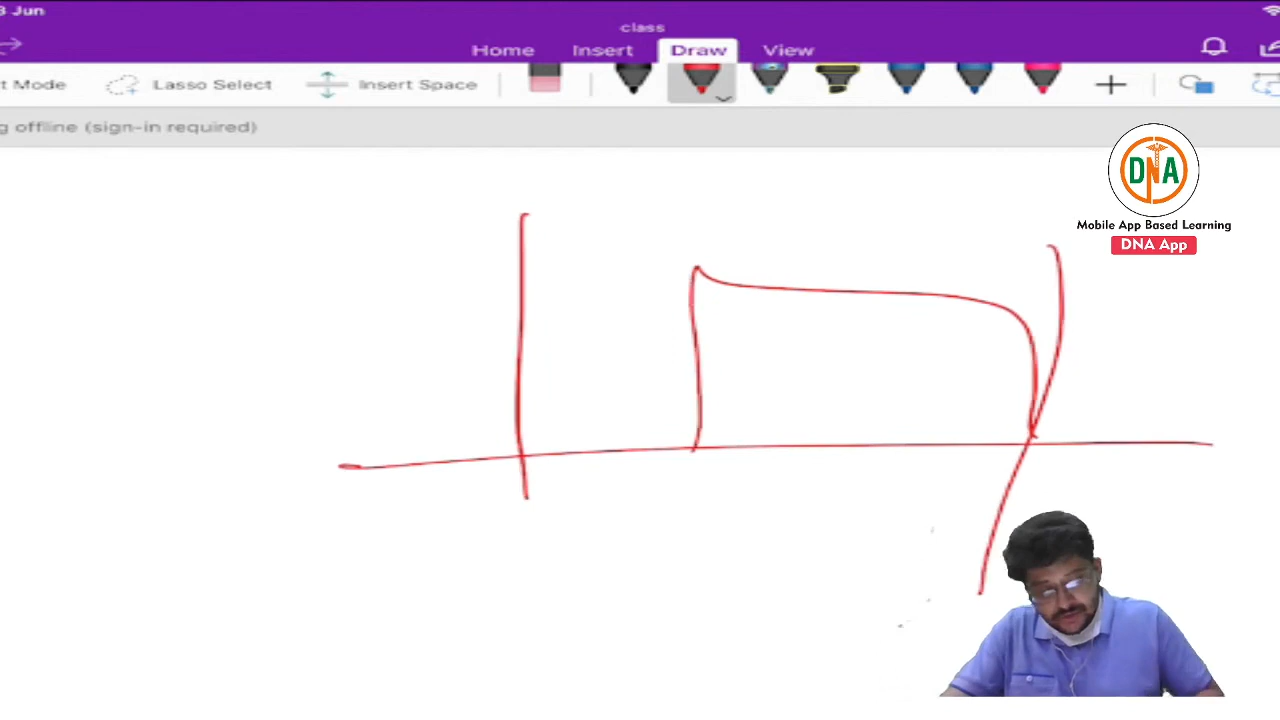 3 Jun
class
Home Insert Draw View
t Mode Lasso Select Insert Space
g offline (sign-in required)
DNA
Mobile App Based Learning
DNA App